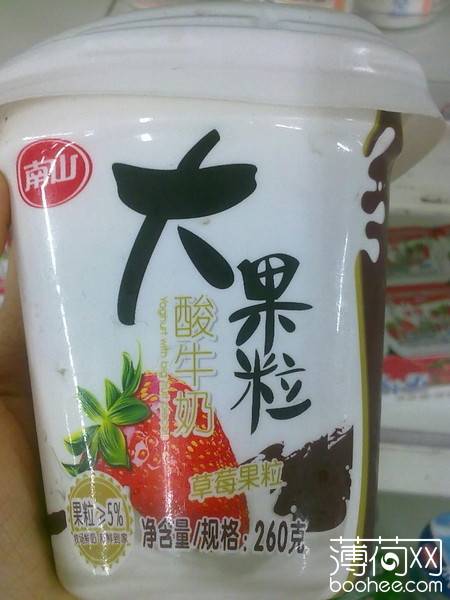 南山
大果粒
酸牛奶
草莓果粒
果粒≥5%
净含量/规格：260克
薄荷网
boohee.com